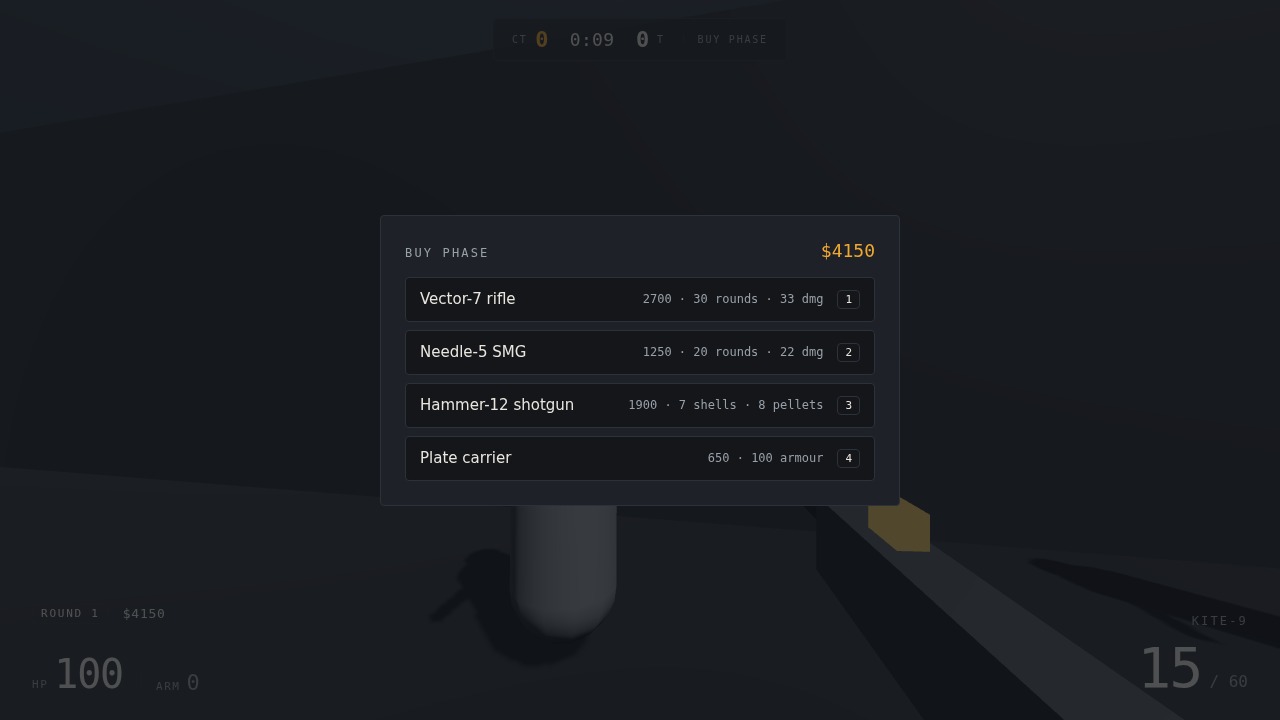 CT 0 0:09 0 T BUY PHASE
BUY PHASE $4150
Vector-7 rifle 2700 · 30 rounds · 33 dmg 1
Needle-5 SMG 1250 · 20 rounds · 22 dmg 2
Hammer-12 shotgun 1900 · 7 shells · 8 pellets 3
Plate carrier 650 · 100 armour 4
ROUND 1 $4150
KITE-9
HP 100 ARM 0
15 / 60